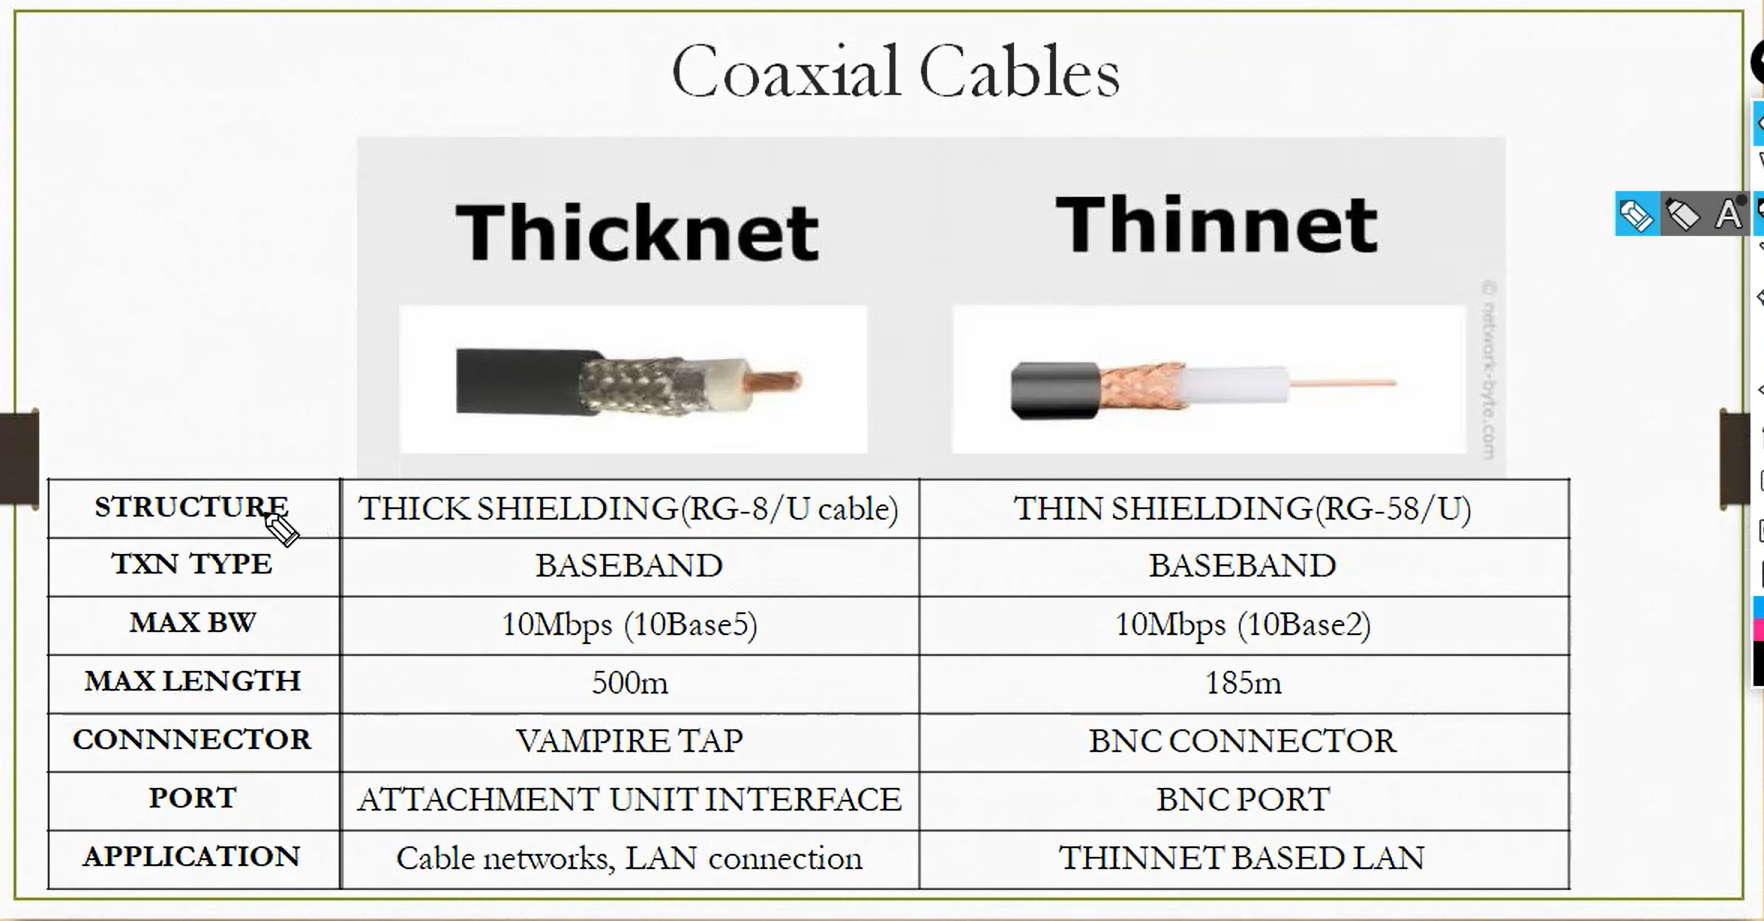 Coaxial Cables
Thicknet
Thinnet
© network-byte.com
A
STRUCTURE THICK SHIELDING(RG-8/U cable) THIN SHIELDING(RG-58/U)
TXN TYPE BASEBAND BASEBAND
MAX BW 10Mbps (10Base5) 10Mbps (10Base2)
MAX LENGTH 500m 185m
CONNNECTOR VAMPIRE TAP BNC CONNECTOR
PORT ATTACHMENT UNIT INTERFACE BNC PORT
APPLICATION Cable networks, LAN connection THINNET BASED LAN